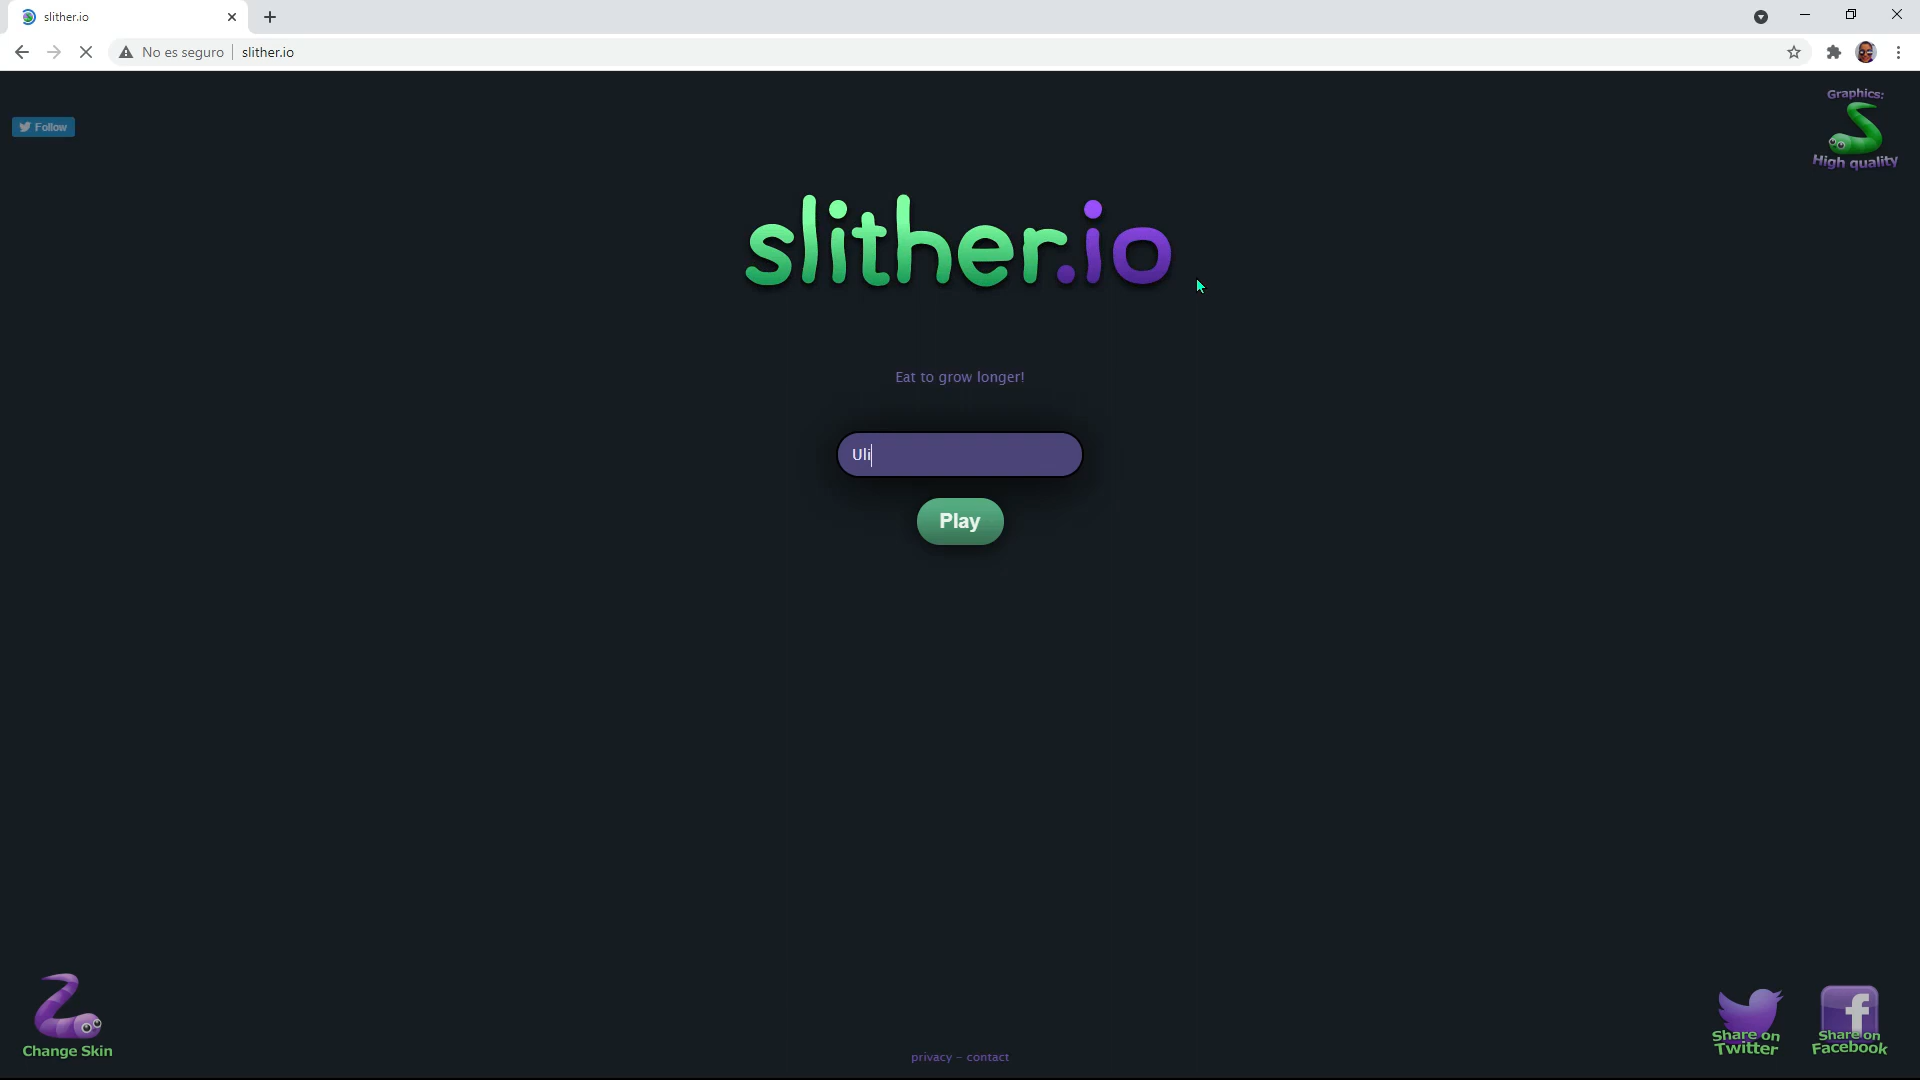 slither.io
No es seguro
slither.io
Follow
Graphics:
High quality
slither.io
Eat to grow longer!
Uli
Play
Change Skin
privacy – contact
Share on
Twitter
Share on
Facebook